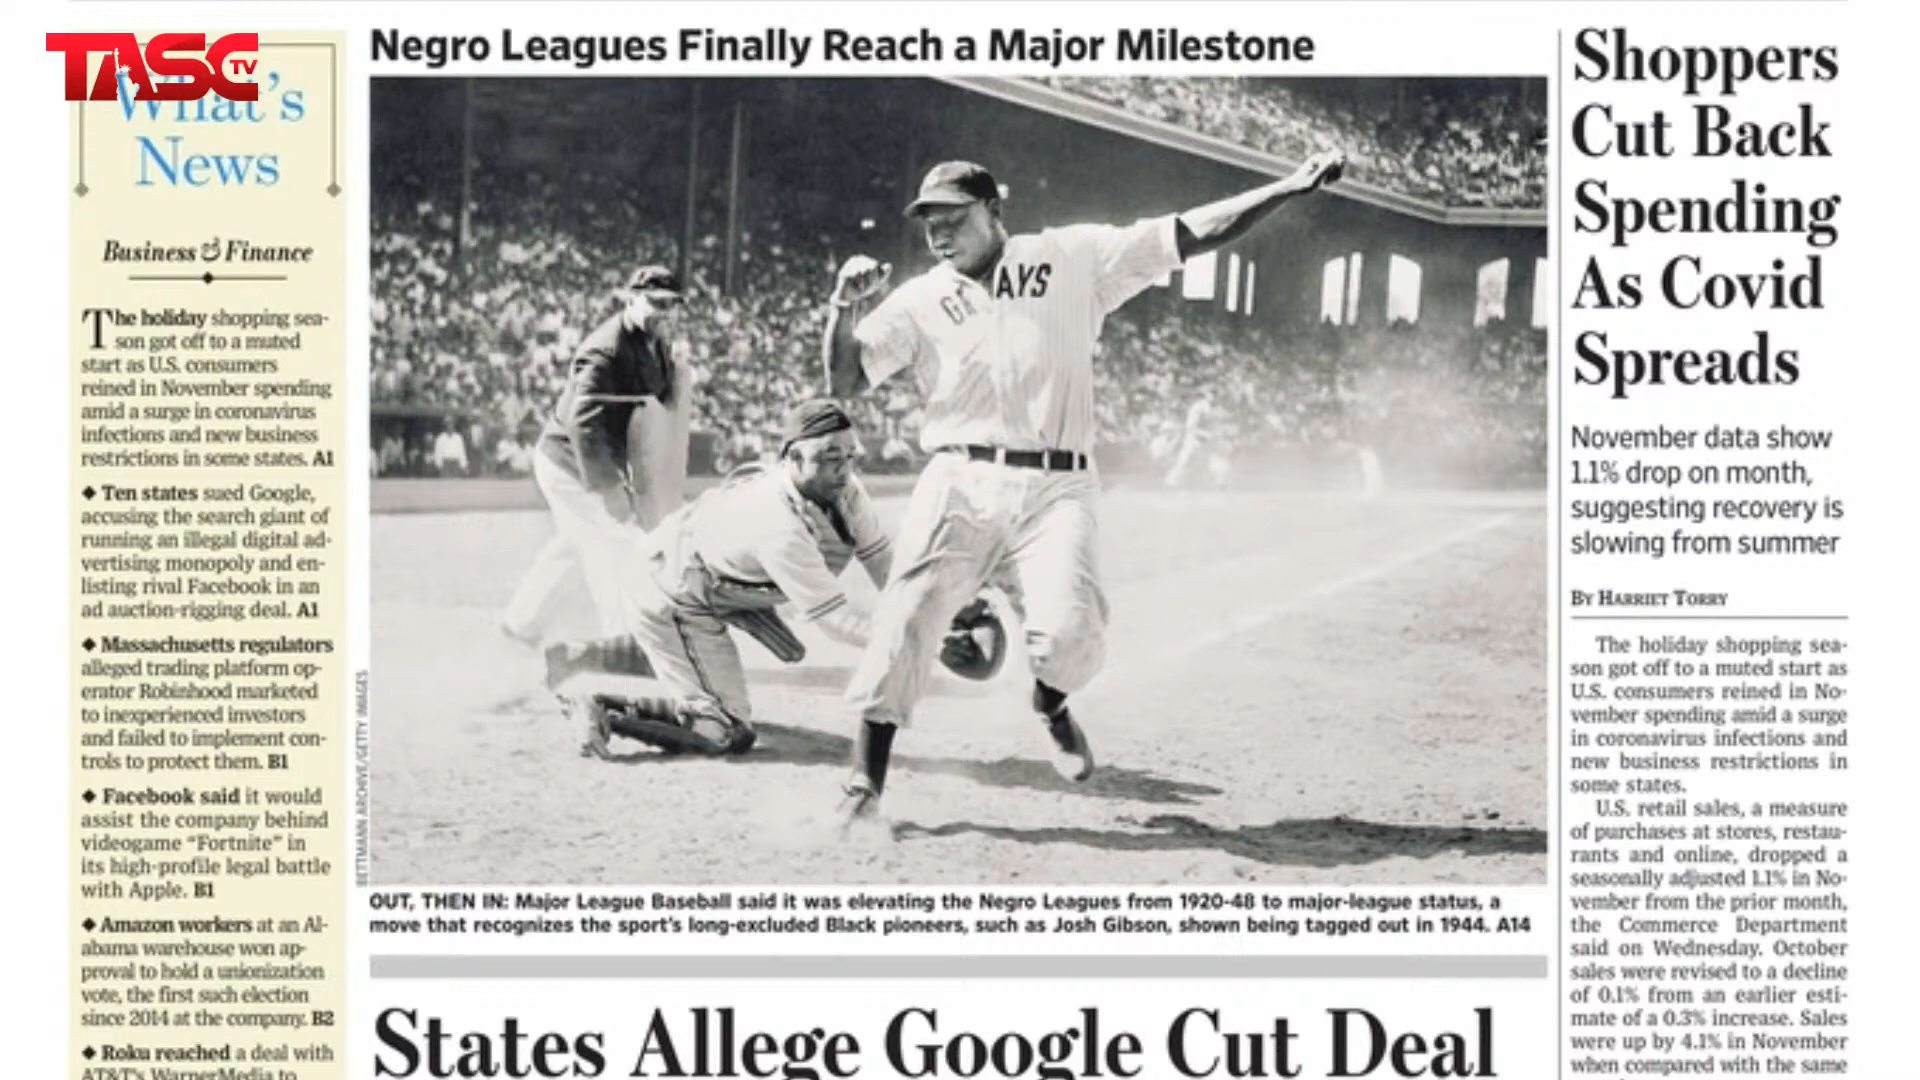 TASC TV
What's
News
Business & Finance
The holiday shopping sea-
son got off to a muted
start as U.S. consumers
reined in November spending
amid a surge in coronavirus
infections and new business
restrictions in some states. A1
◆ Ten states sued Google,
accusing the search giant of
running an illegal digital ad-
vertising monopoly and en-
listing rival Facebook in an
ad auction-rigging deal. A1
◆ Massachusetts regulators
alleged trading platform op-
erator Robinhood marketed
to inexperienced investors
and failed to implement con-
trols to protect them. B1
◆ Facebook said it would
assist the company behind
videogame “Fortnite” in
its high-profile legal battle
with Apple. B1
◆ Amazon workers at an Al-
abama warehouse won ap-
proval to hold a unionization
vote, the first such election
since 2014 at the company. B2
◆ Roku reached a deal with
AT&T's WarnerMedia to
Negro Leagues Finally Reach a Major Milestone
GRAYS
BETTMANN ARCHIVE/GETTY IMAGES
OUT, THEN IN: Major League Baseball said it was elevating the Negro Leagues from 1920-48 to major-league status, a
move that recognizes the sport's long-excluded Black pioneers, such as Josh Gibson, shown being tagged out in 1944. A14
States Allege Google Cut Deal
Shoppers
Cut Back
Spending
As Covid
Spreads
November data show
1.1% drop on month,
suggesting recovery is
slowing from summer
BY HARRIET TORRY
The holiday shopping sea-
son got off to a muted start as
U.S. consumers reined in No-
vember spending amid a surge
in coronavirus infections and
new business restrictions in
some states.
U.S. retail sales, a measure
of purchases at stores, restau-
rants and online, dropped a
seasonally adjusted 1.1% in No-
vember from the prior month,
the Commerce Department
said on Wednesday. October
sales were revised to a decline
of 0.1% from an earlier esti-
mate of a 0.3% increase. Sales
were up by 4.1% in November
when compared with the same